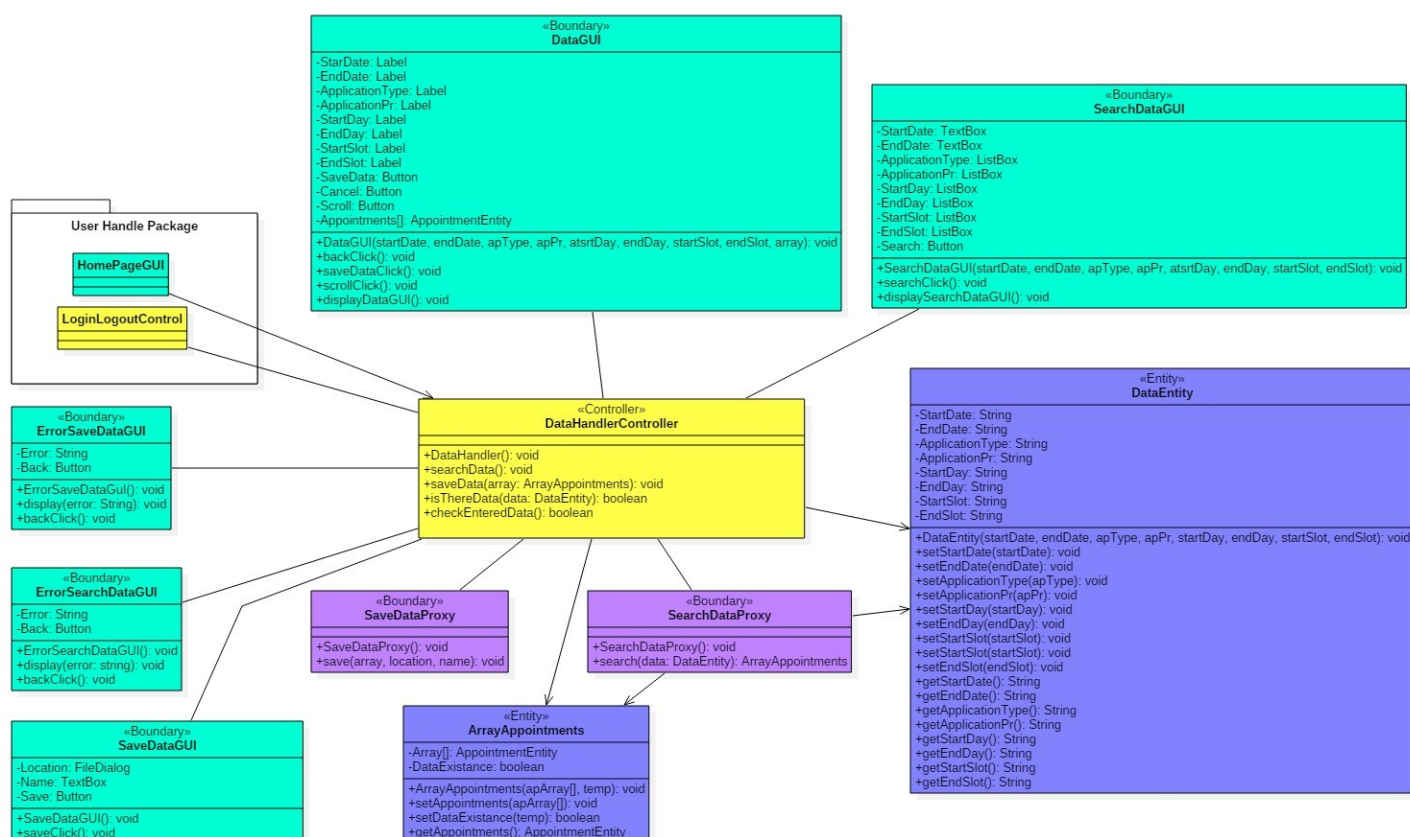 «Boundary»
DataGUI
-StarDate: Label
-EndDate: Label
-ApplicationType: Label
-ApplicationPr: Label
-StartDay: Label
-EndDay: Label
-StartSlot: Label
-EndSlot: Label
-SaveData: Button
-Cancel: Button
-Scroll: Button
-Appointments[]: AppointmentEntity
+DataGUI(startDate, endDate, apType, apPr, atsrtDay, endDay, startSlot, endSlot, array): void
+backClick(): void
+saveDataClick(): void
+scrollClick(): void
+displayDataGUI(): void
«Boundary»
SearchDataGUI
-StartDate: TextBox
-EndDate: TextBox
-ApplicationType: ListBox
-ApplicationPr: ListBox
-StartDay: ListBox
-EndDay: ListBox
-StartSlot: ListBox
-EndSlot: ListBox
-Search: Button
+SearchDataGUI(startDate, endDate, apType, apPr, atsrtDay, endDay, startSlot, endSlot): void
+searchClick(): void
+displaySearchDataGUI(): void
User Handle Package
HomePageGUI
LoginLogoutControl
«Boundary»
ErrorSaveDataGUI
-Error: String
-Back: Button
+ErrorSaveDataGuI(): void
+display(error: String): void
+backClick(): void
«Controller»
DataHandlerController
+DataHandler(): void
+searchData(): void
+saveData(array: ArrayAppointments): void
+isThereData(data: DataEntity): boolean
+checkEnteredData(): boolean
«Entity»
DataEntity
-StartDate: String
-EndDate: String
-ApplicationType: String
-ApplicationPr: String
-StartDay: String
-EndDay: String
-StartSlot: String
-EndSlot: String
+DataEntity(startDate, endDate, apType, apPr, startDay, endDay, startSlot, endSlot): void
+setStartDate(startDate): void
+setEndDate(endDate): void
+setApplicationType(apType): void
+setApplicationPr(apPr): void
+setStartDay(startDay): void
+setEndDay(endDay): void
+setStartSlot(startSlot): void
+setStartSlot(startSlot): void
+setEndSlot(endSlot): void
+getStartDate(): String
+getEndDate(): String
+getApplicationType(): String
+getApplicationPr(): String
+getStartDay(): String
+getEndDay(): String
+getStartSlot(): String
+getEndSlot(): String
«Boundary»
ErrorSearchDataGUI
-Error: String
-Back: Button
+ErrorSearchDataGUI(): void
+display(error: string): void
+backClick(): void
«Boundary»
SaveDataProxy
+SaveDataProxy(): void
+save(array, location, name): void
«Boundary»
SearchDataProxy
+SearchDataProxy(): void
+search(data: DataEntity): ArrayAppointments
«Boundary»
SaveDataGUI
-Location: FileDialog
-Name: TextBox
-Save: Button
+SaveDataGUI(): void
+saveClick(): void
«Entity»
ArrayAppointments
-Array[]: AppointmentEntity
-DataExistance: boolean
+ArrayAppointments(apArray[], temp): void
+setAppointments(apArray[]): void
+setDataExistance(temp): boolean
+getAppointments(): AppointmentEntity